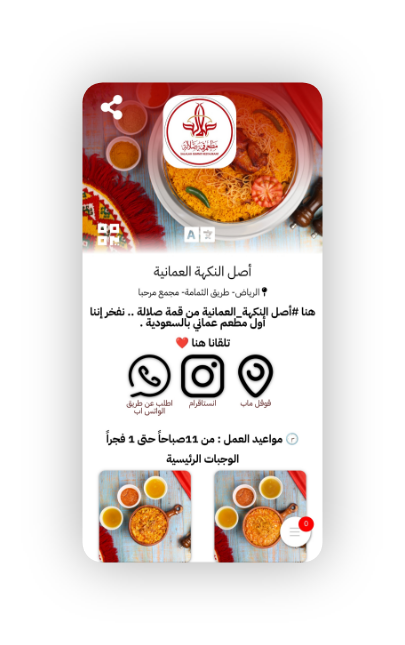 A
أصل النكهة العمانية
الرياض- طريق الثمامة- مجمع مرحبا
هنا #أصل_النكهة_العمانية من قمة صلالة .. نفخر إننا
أول مطعم عماني بالسعودية .
تلقانا هنا ❤️
قوقل ماب
انستاقرام
اطلب عن طريق
الواتس اب
🕝 مواعيد العمل : من 11صباحاً حتى 1 فجراً
الوجبات الرئيسية
0